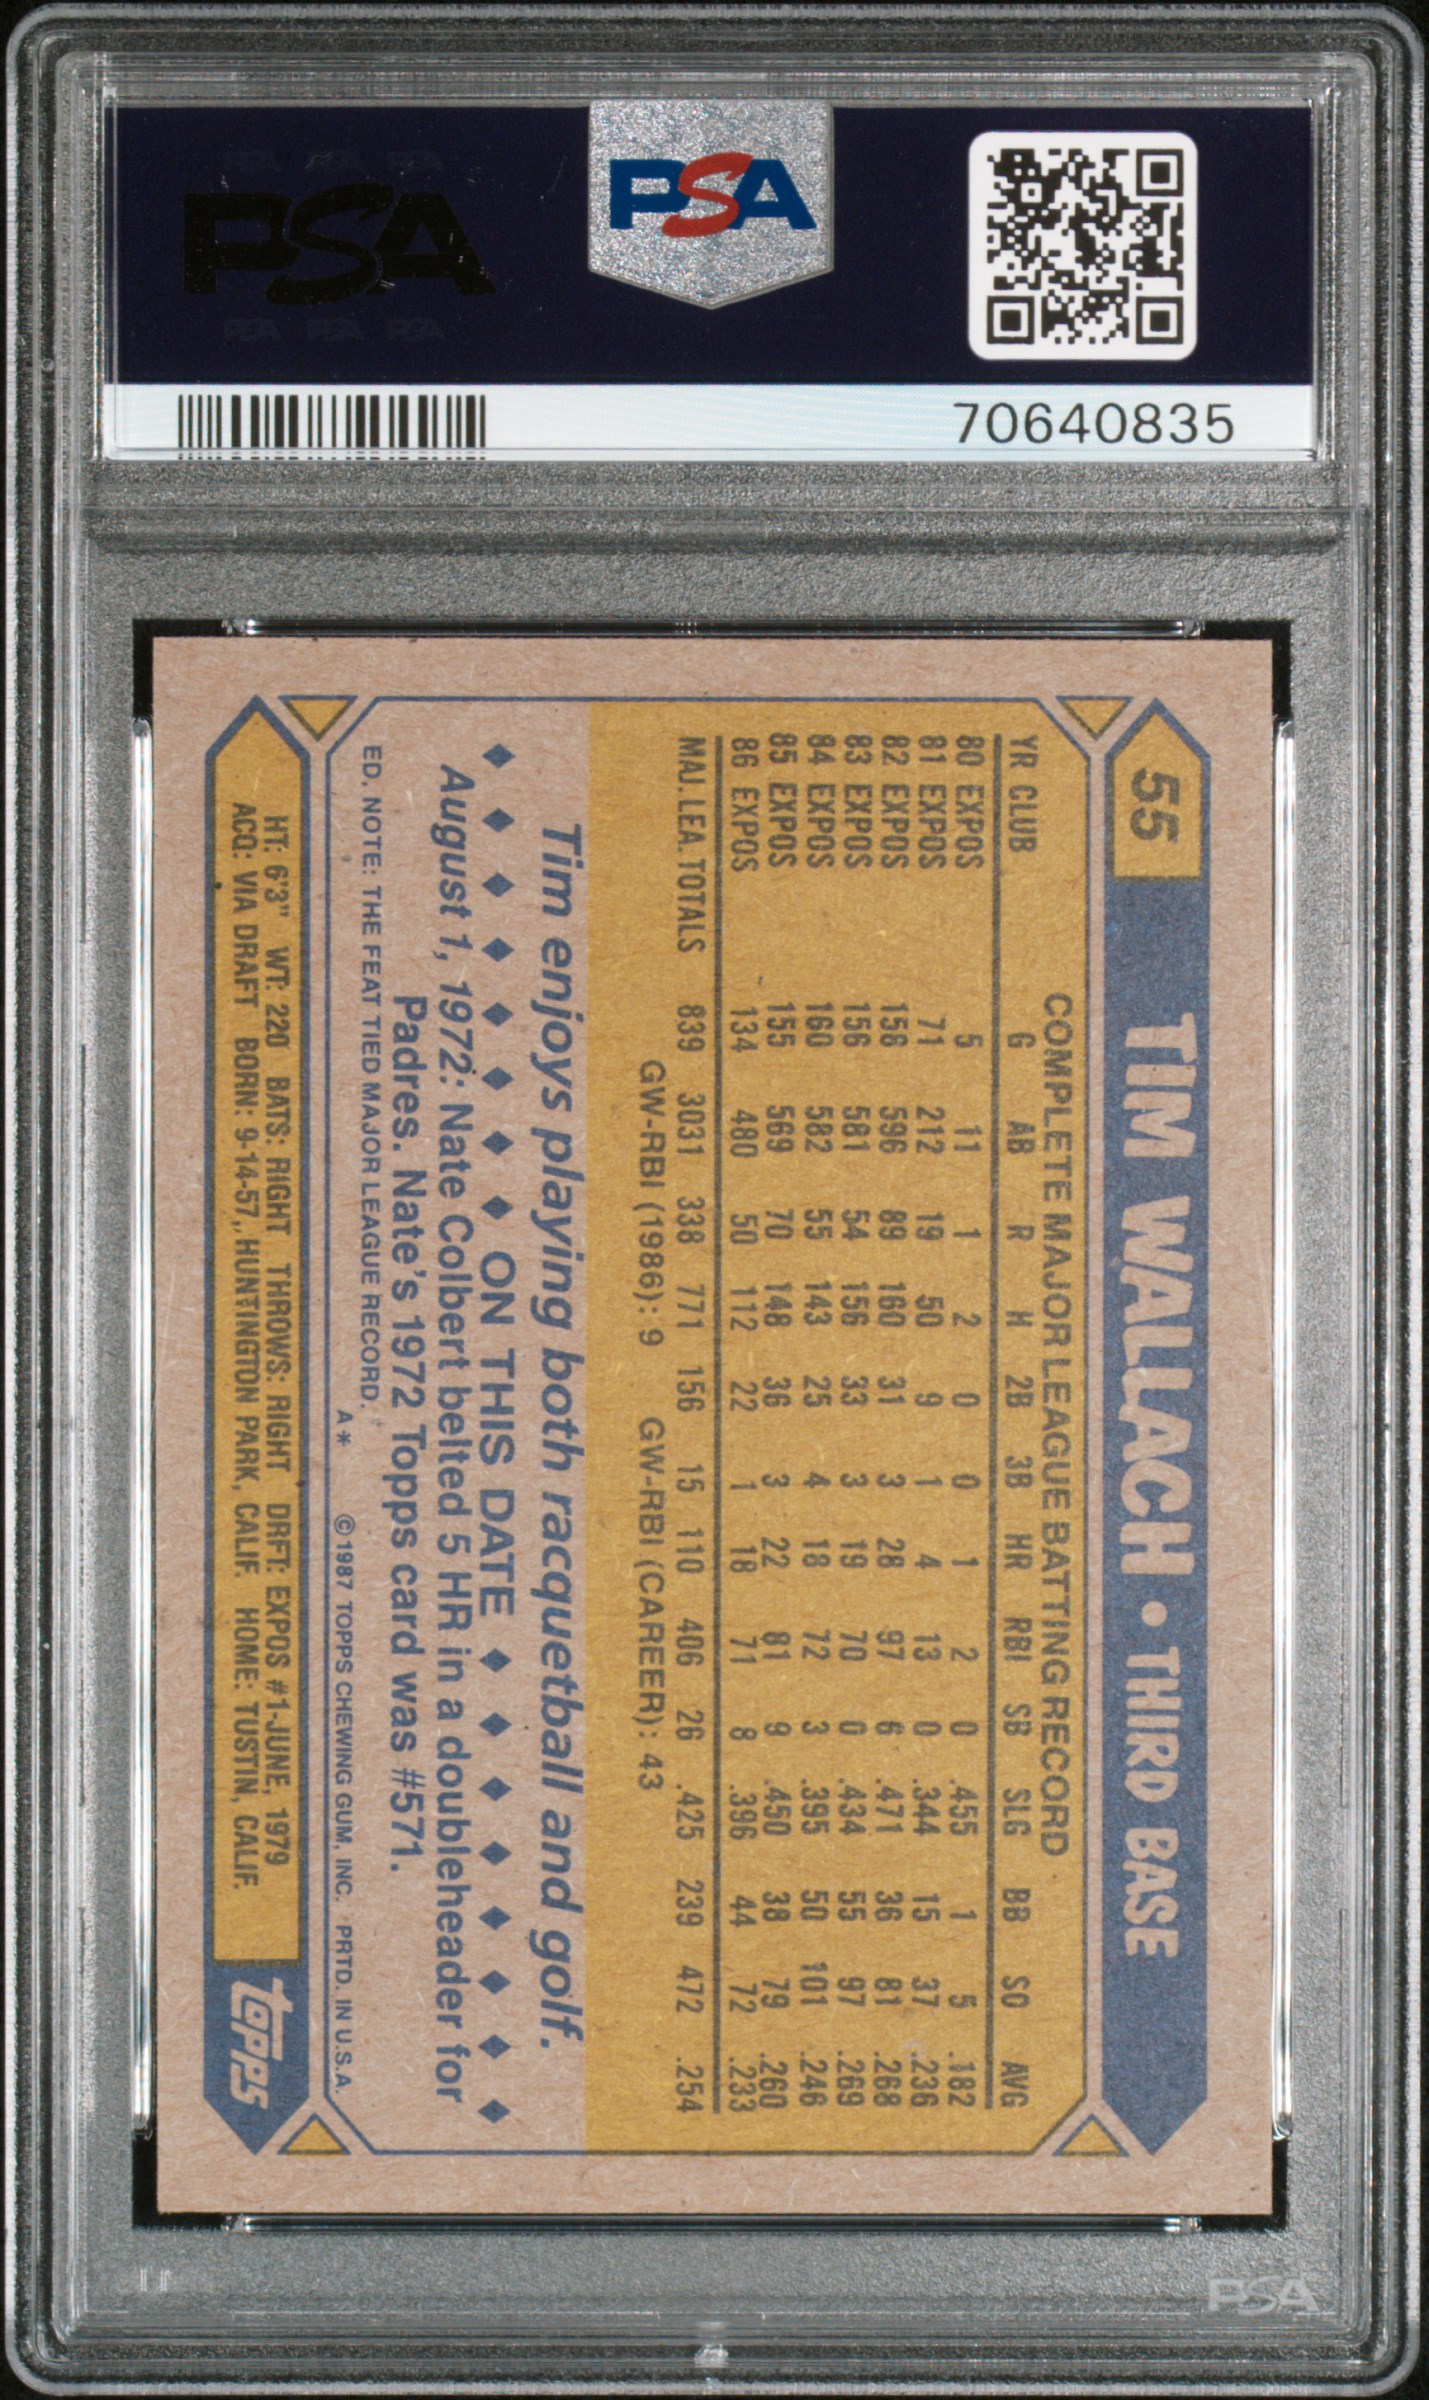 PSA
PSA PSA PSA
PSA
PSA PSA PSA
70640835
55 TIM WALLACH • THIRD BASE
COMPLETE MAJOR LEAGUE BATTING RECORD
YR CLUB G AB R H 2B 3B HR RBI SB SLG BB SO AVG
80 EXPOS 5 11 1 2 0 0 1 2 0 .455 1 5 .182
81 EXPOS 71 212 19 50 9 1 4 13 0 .344 15 37 .236
82 EXPOS 158 596 89 160 31 3 28 97 6 .471 36 81 .268
83 EXPOS 156 581 54 156 33 3 19 70 0 .434 55 97 .269
84 EXPOS 160 582 55 143 25 4 18 72 3 .395 50 101 .246
85 EXPOS 155 569 70 148 36 3 22 81 9 .450 38 79 .260
86 EXPOS 134 480 50 112 22 1 18 71 8 .396 44 72 .233
MAJ. LEA. TOTALS 839 3031 338 771 156 15 110 406 26 .425 239 472 .254
GW-RBI (1986): 9 GW-RBI (CAREER): 43
Tim enjoys playing both racquetball and golf.
◆ ◆ ◆ ◆ ◆ ◆ ◆ ◆ ON THIS DATE ◆ ◆ ◆ ◆ ◆ ◆ ◆ ◆
August 1, 1972: Nate Colbert belted 5 HR in a doubleheader for
Padres. Nate's 1972 Topps card was #571.
ED. NOTE: THE FEAT TIED MAJOR LEAGUE RECORD.
A* ©1987 TOPPS CHEWING GUM, INC. PRTD. IN U.S.A.
HT: 6'3" WT: 220 BATS: RIGHT THROWS: RIGHT DRFT: EXPOS #1-JUNE, 1979
ACQ: VIA DRAFT BORN: 9-14-57, HUNTINGTON PARK, CALIF. HOME: TUSTIN, CALIF.
topps
PSA